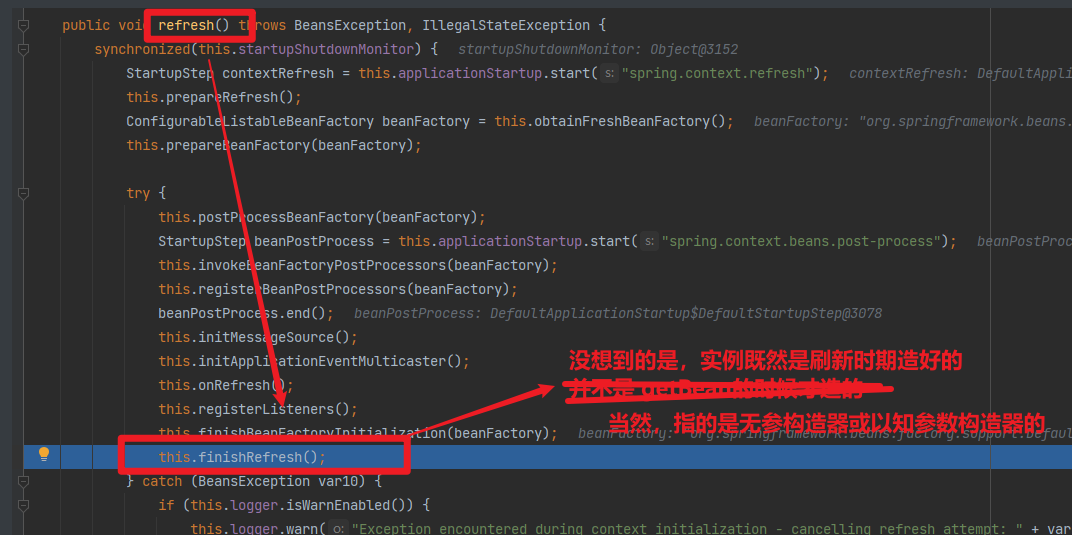 public void refresh() throws BeansException, IllegalStateException {
synchronized(this.startupShutdownMonitor) { startupShutdownMonitor: Object@3152
StartupStep contextRefresh = this.applicationStartup.start( s: "spring.context.refresh"); contextRefresh: DefaultAppli
this.prepareRefresh();
ConfigurableListableBeanFactory beanFactory = this.obtainFreshBeanFactory(); beanFactory: "org.springframework.beans.
this.prepareBeanFactory(beanFactory);
try {
this.postProcessBeanFactory(beanFactory);
StartupStep beanPostProcess = this.applicationStartup.start( s: "spring.context.beans.post-process"); beanPostProc
this.invokeBeanFactoryPostProcessors(beanFactory);
this.registerBeanPostProcessors(beanFactory);
beanPostProcess.end(); beanPostProcess: DefaultApplicationStartup$DefaultStartupStep@3078
this.initMessageSource();
this.initApplicationEventMulticaster();
没想到的是，实例既然是刷新时期造好的
this.onRefresh();
并不是 getBean的时候才造的
this.registerListeners();
当然，指的是无参构造器或以知参数构造器的
this.finishBeanFactoryInitialization(beanFactory); beanFactory: "org.springframework.beans.factory.support.Defaul
this.finishRefresh();
} catch (BeansException var10) {
if (this.logger.isWarnEnabled()) {
this.logger.warn( o: "Exception encountered during context initialization - cancelling refresh attempt: " + var